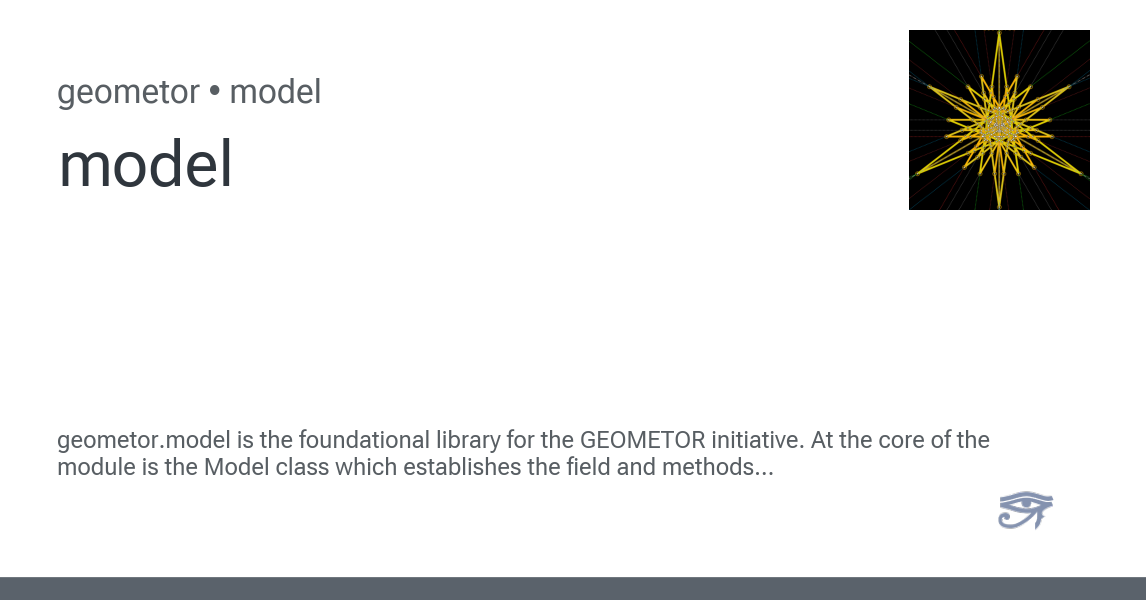 geometor • model
model
geometor.model is the foundational library for the GEOMETOR initiative. At the core of the
module is the Model class which establishes the field and methods...